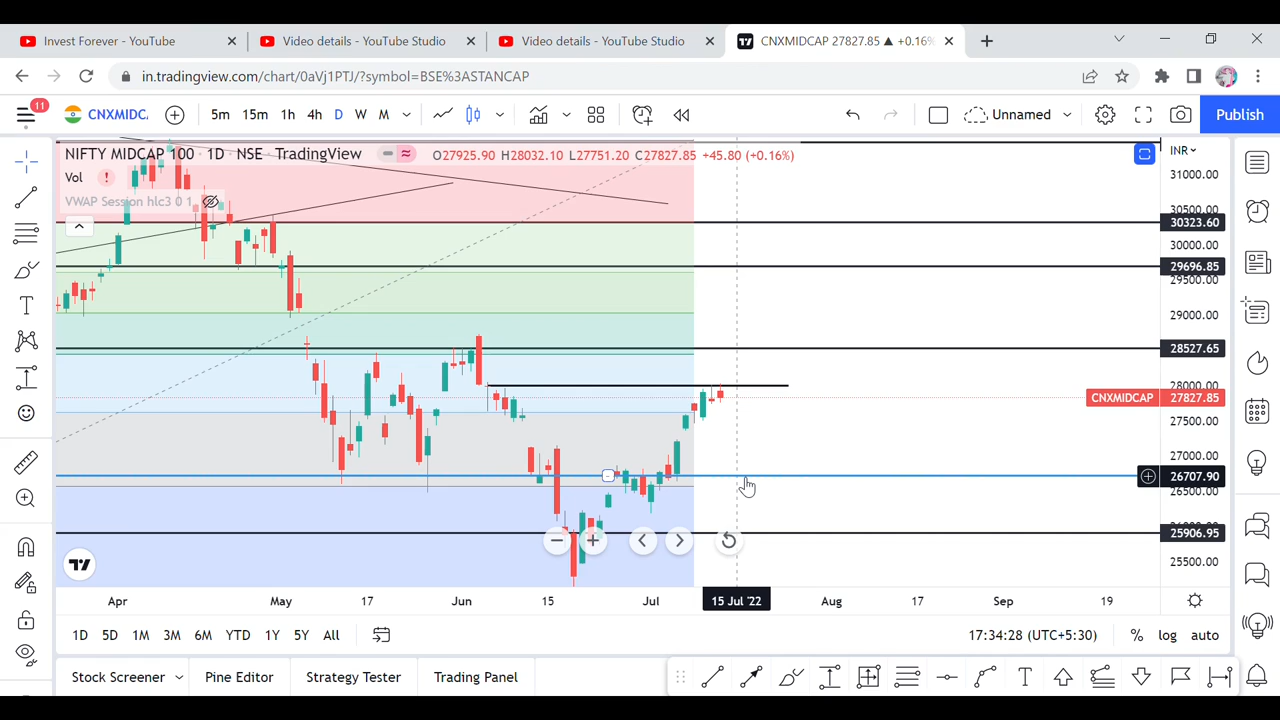 Invest Forever - YouTube
Video details - YouTube Studio
Video details - YouTube Studio
CNXMIDCAP 27827.85 ▲ +0.16%
in.tradingview.com/chart/0aVj1PTJ/?symbol=BSE%3ASTANCAP
11
CNXMIDC
5m 15m 1h 4h D W M
Unnamed
Publish
NIFTY MIDCAP 100 · 1D · NSE · TradingView
O27925.90 H28032.10 L27751.20 C27827.85 +45.80 (+0.16%)
INR
Vol
VWAP Session hlc3 0 1
31000.00
30500.00
30323.60
30000.00
29696.85
29500.00
29000.00
28527.65
28000.00
CNXMIDCAP 27827.85
27500.00
27000.00
26707.90
26500.00
25906.95
25500.00
Apr May 17 Jun 15 Jul 15 Jul '22 Aug 17 Sep 19
1D 5D 1M 3M 6M YTD 1Y 5Y All
17:34:28 (UTC+5:30)
% log auto
Stock Screener Pine Editor Strategy Tester Trading Panel